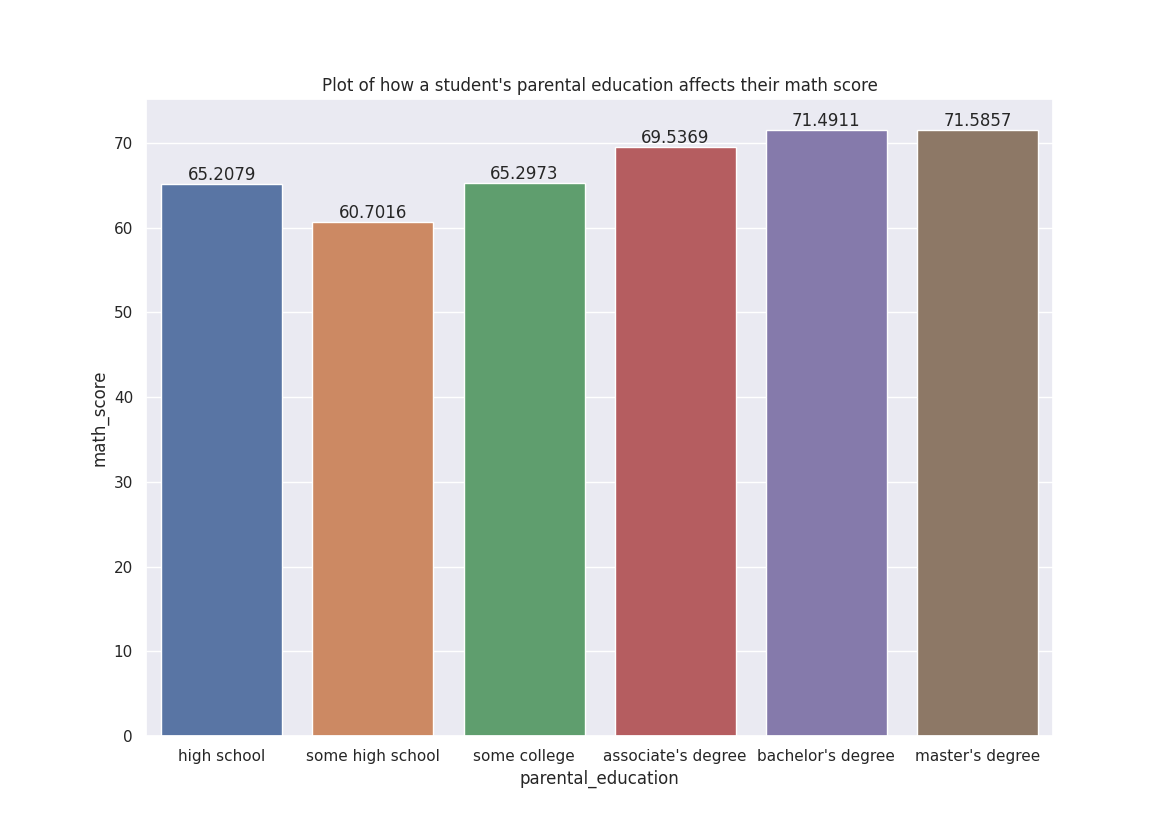 Plot of how a student's parental education affects their math score
65.2079
60.7016
65.2973
69.5369
71.4911
71.5857
70
60
50
40
30
20
10
0
math_score
high school
some high school
some college
associate's degree
bachelor's degree
master's degree
parental_education